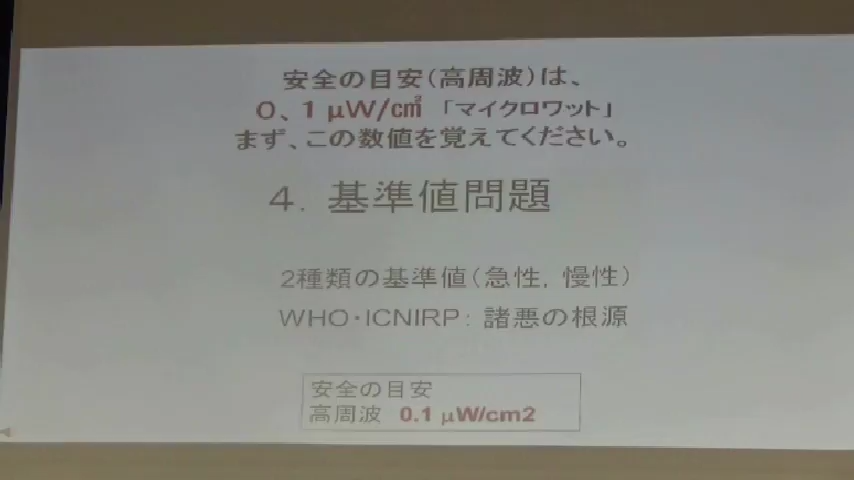 安全の目安(高周波)は、
0、1 μW/c㎡ 「マイクロワット」
まず、この数値を覚えてください。
4. 基準値問題
2種類の基準値(急性, 慢性)
WHO・ICNIRP: 諸悪の根源
安全の目安
高周波 0.1 μW/cm2